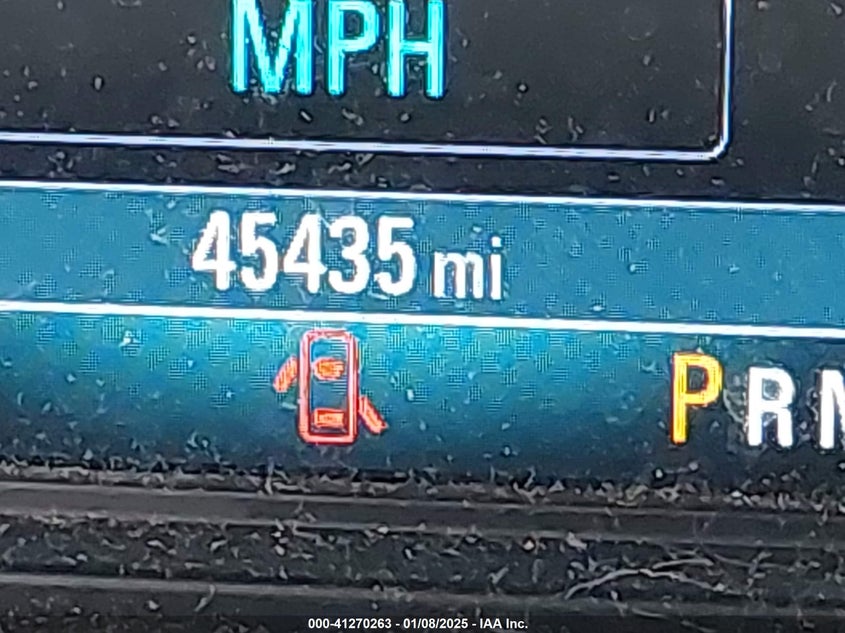 MPH
45435 mi
P R N
000-41270263 - 01/08/2025 - IAA Inc.